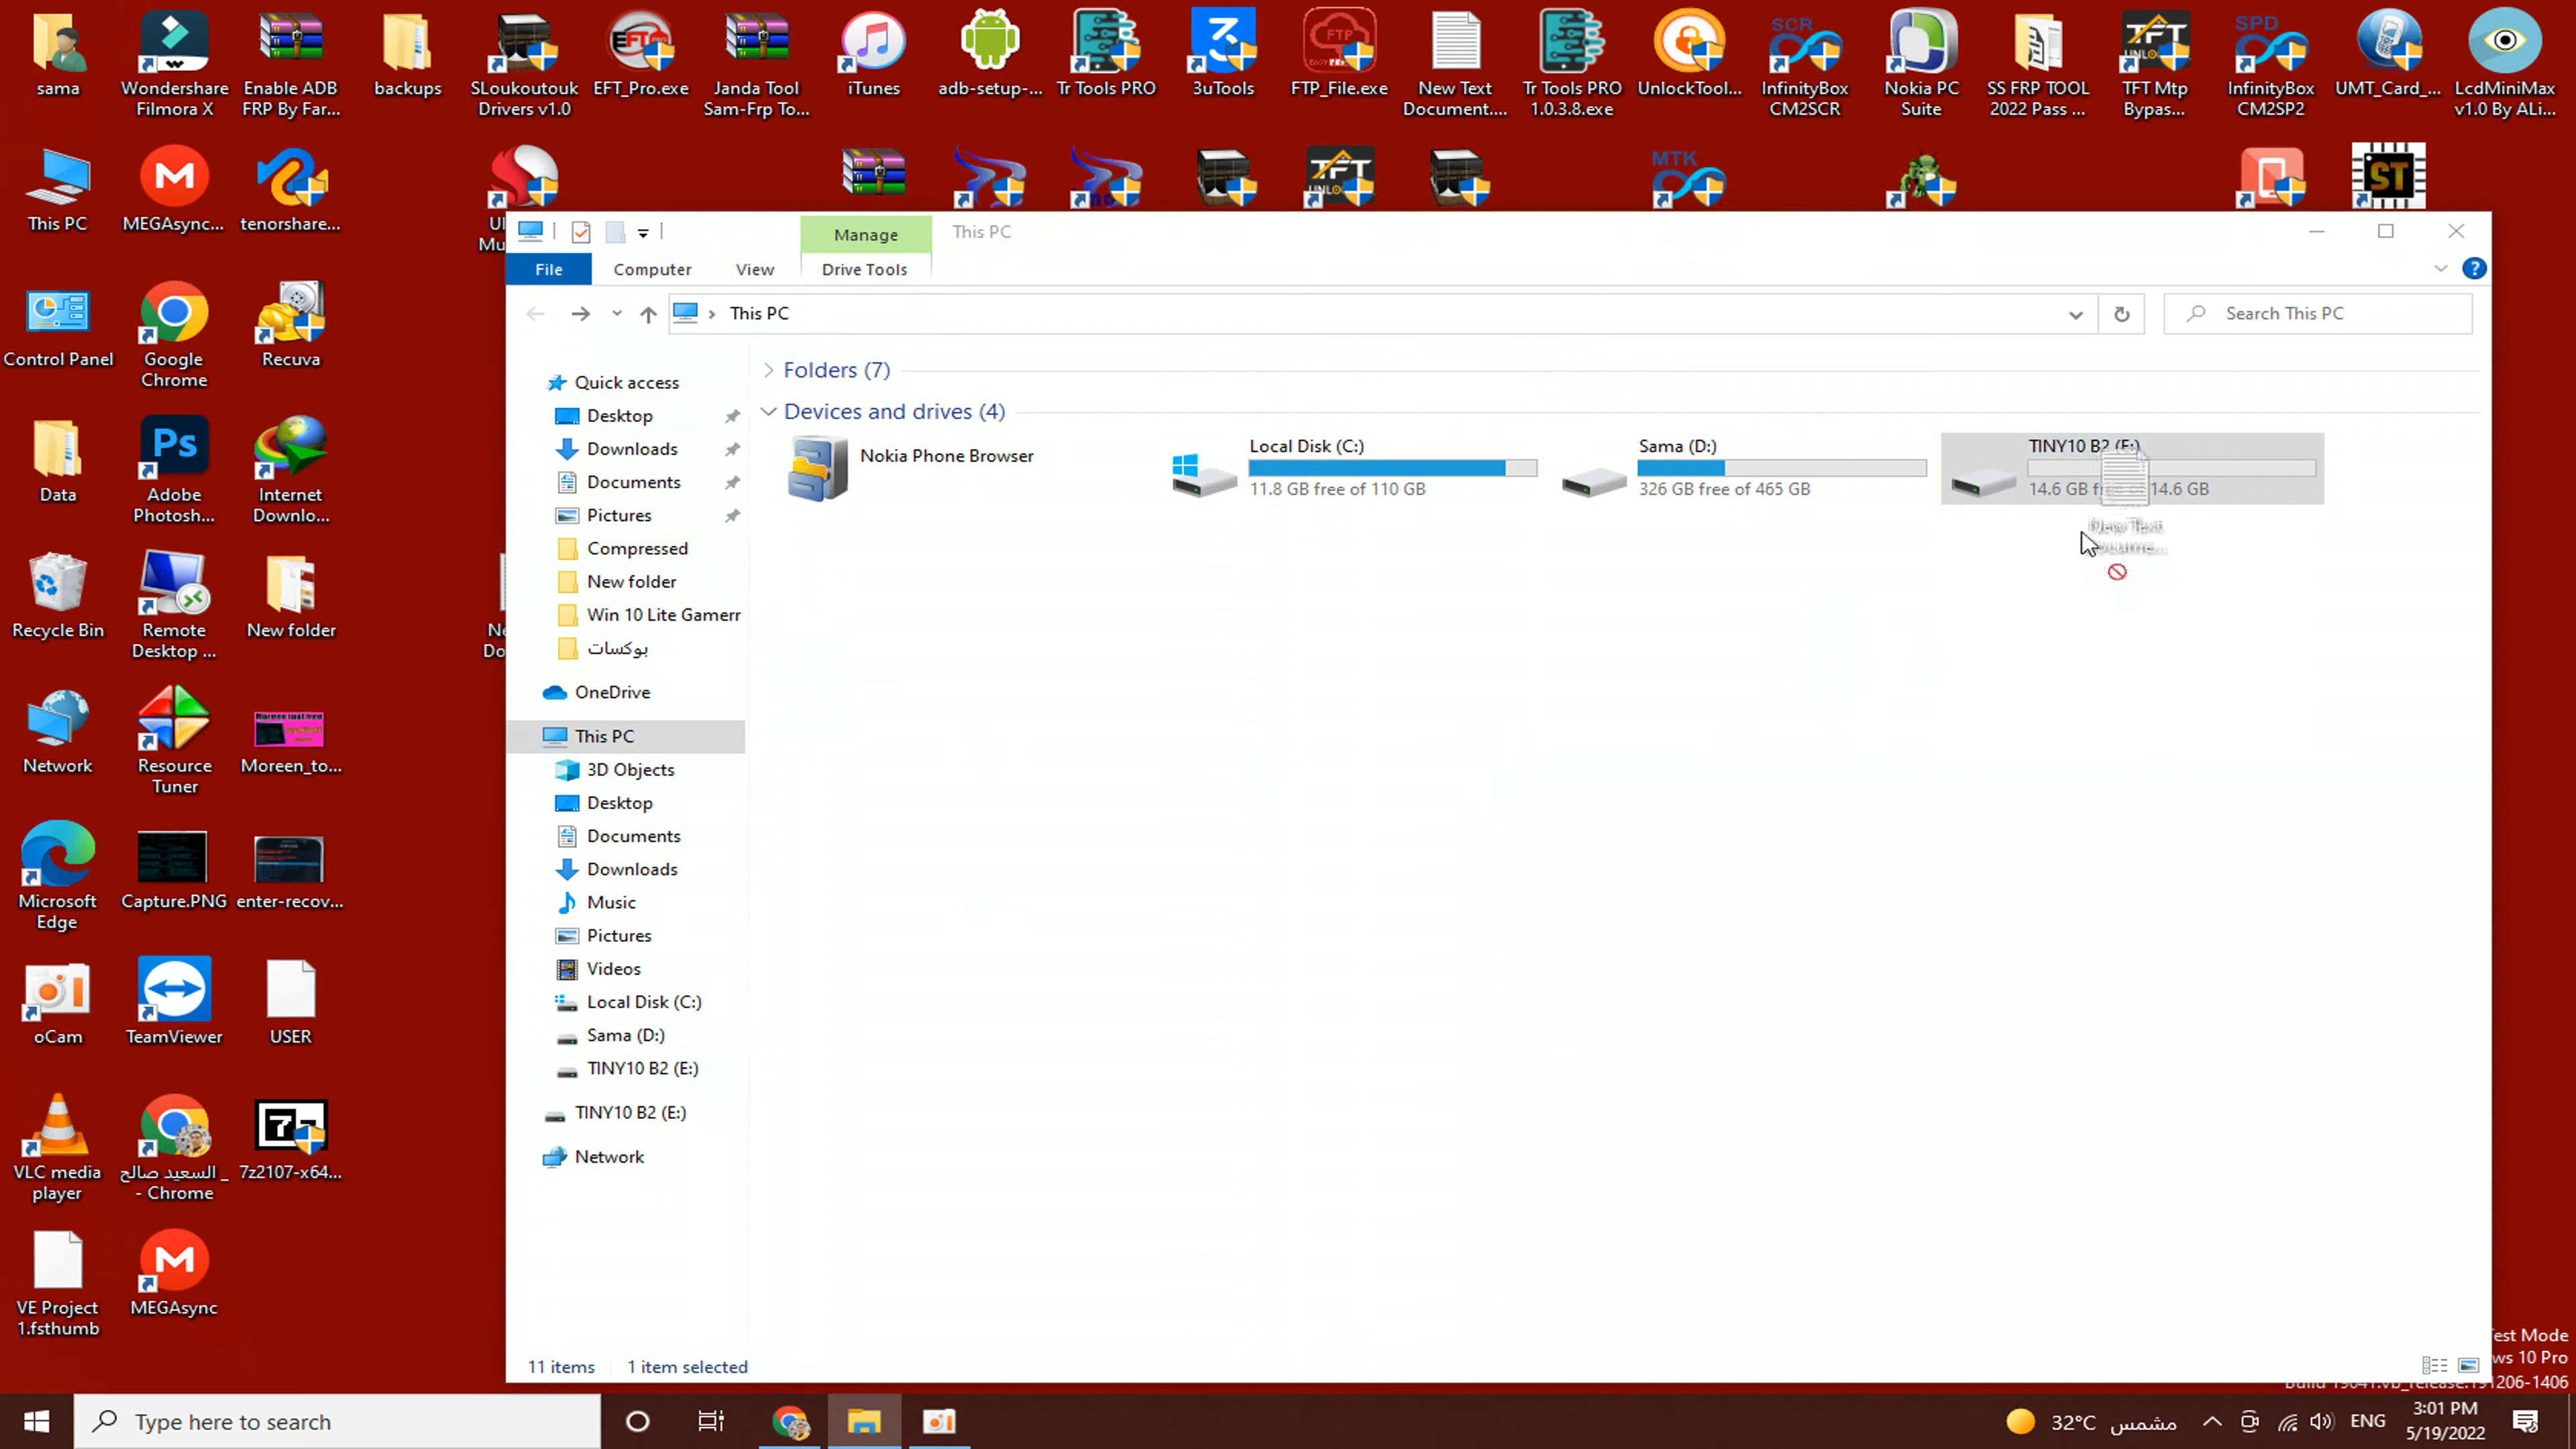 sama
Wondershare
Filmora X
Enable ADB
FRP By Far...
backups
SLoukoutouk
Drivers v1.0
EFT_Pro.exe
Janda Tool
Sam-Frp To...
iTunes
adb-setup-...
Tr Tools PRO
3uTools
FTP_File.exe
New Text
Document....
Tr Tools PRO
1.0.3.8.exe
UnlockTool...
InfinityBox
CM2SCR
Nokia PC
Suite
SS FRP TOOL
2022 Pass ...
TFT Mtp
Bypas...
InfinityBox
CM2SP2
UMT_Card_...
LcdMiniMax
v1.0 By ALi...
This PC
MEGAsync...
tenorshare...
Manage
This PC
File
Computer
View
Drive Tools
This PC
Search This PC
Control Panel
Google
Chrome
Recuva
Folders (7)
Devices and drives (4)
Nokia Phone Browser
Local Disk (C:)
11.8 GB free of 110 GB
Sama (D:)
326 GB free of 465 GB
TINY10 B2 (E:)
14.6 GB free of 14.6 GB
New Text
Quick access
Desktop
Downloads
Documents
Pictures
Compressed
New folder
Win 10 Lite Gamerr
بوكسات
OneDrive
This PC
3D Objects
Desktop
Documents
Downloads
Music
Pictures
Videos
Local Disk (C:)
Sama (D:)
TINY10 B2 (E:)
TINY10 B2 (E:)
Network
Data
Adobe
Photosh...
Internet
Downlo...
Recycle Bin
Remote
Desktop ...
New folder
Network
Resource
Tuner
Moreen_to...
Microsoft
Edge
Capture.PNG
enter-recov...
oCam
TeamViewer
USER
VLC media
player
السعيد صالح _
- Chrome
7z2107-x64...
VE Project
1.fsthumb
MEGAsync
11 items
1 item selected
est Mode
ws 10 Pro
Type here to search
32°C مشمس
ENG
3:01 PM
5/19/2022